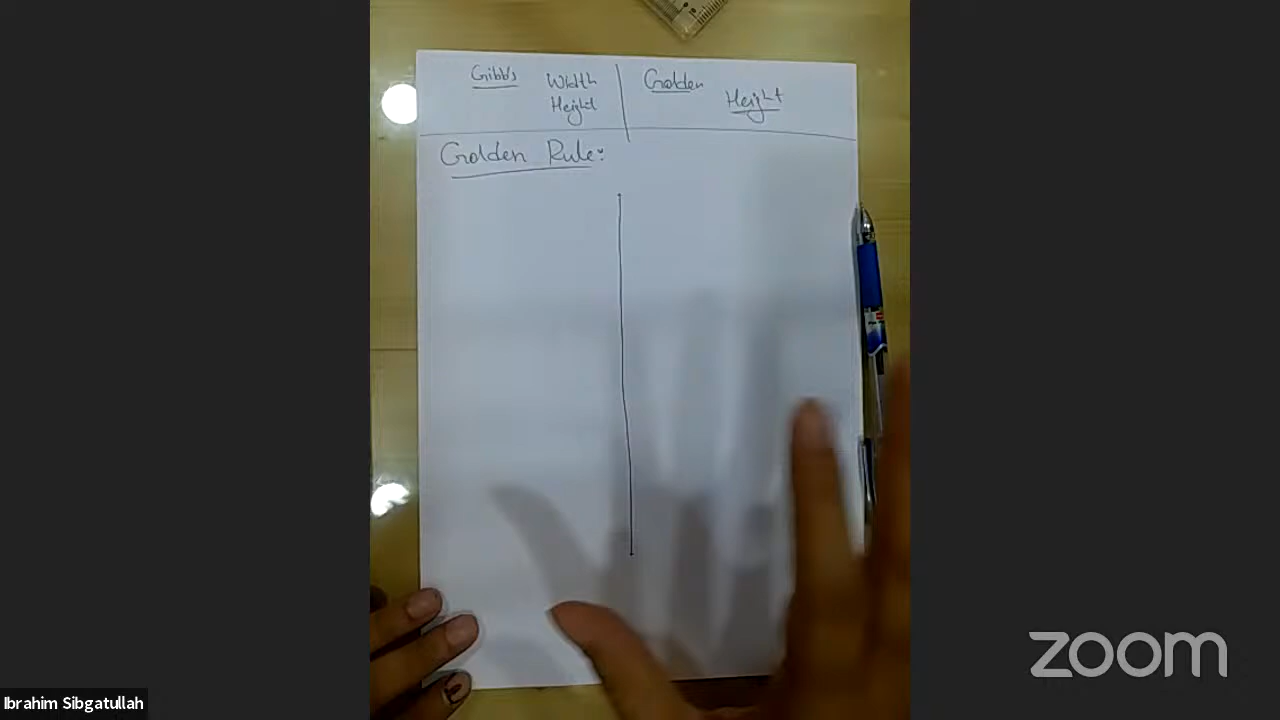 Gibbs Width
Height
Golden
Height
Golden Rule:
Ibrahim Sibgatullah
zoom